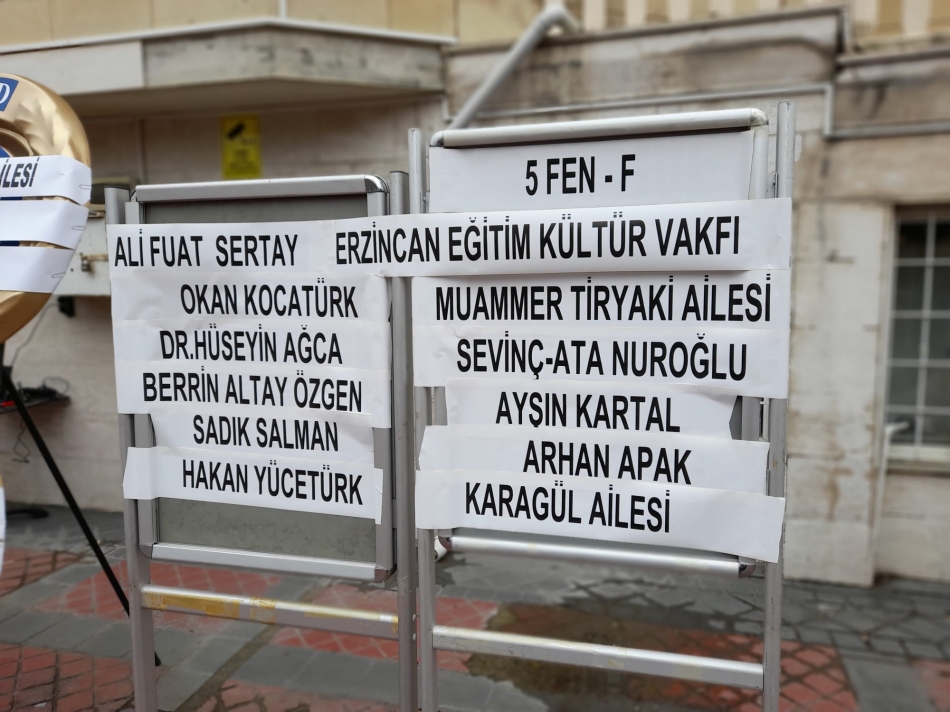 AİLESİ
ALİ FUAT SERTAY
OKAN KOCATÜRK
DR.HÜSEYİN AĞCA
BERRİN ALTAY ÖZGEN
SADIK SALMAN
HAKAN YÜCETÜRK
5 FEN - F
ERZİNCAN EĞİTİM KÜLTÜR VAKFI
MUAMMER TİRYAKİ AİLESİ
SEVİNÇ-ATA NUROĞLU
AYŞIN KARTAL
ARHAN APAK
KARAGÜL AİLESİ